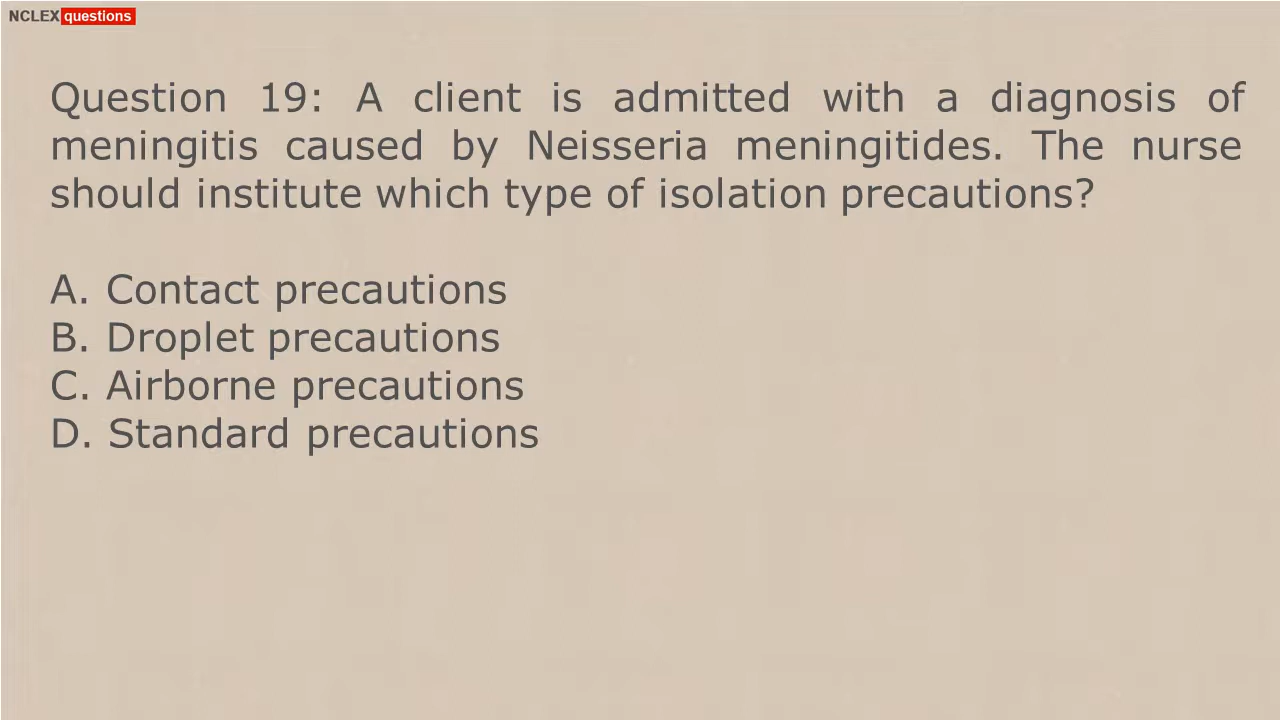 NCLEX questions
Question 19: A client is admitted with a diagnosis of
meningitis caused by Neisseria meningitides. The nurse
should institute which type of isolation precautions?
A. Contact precautions
B. Droplet precautions
C. Airborne precautions
D. Standard precautions